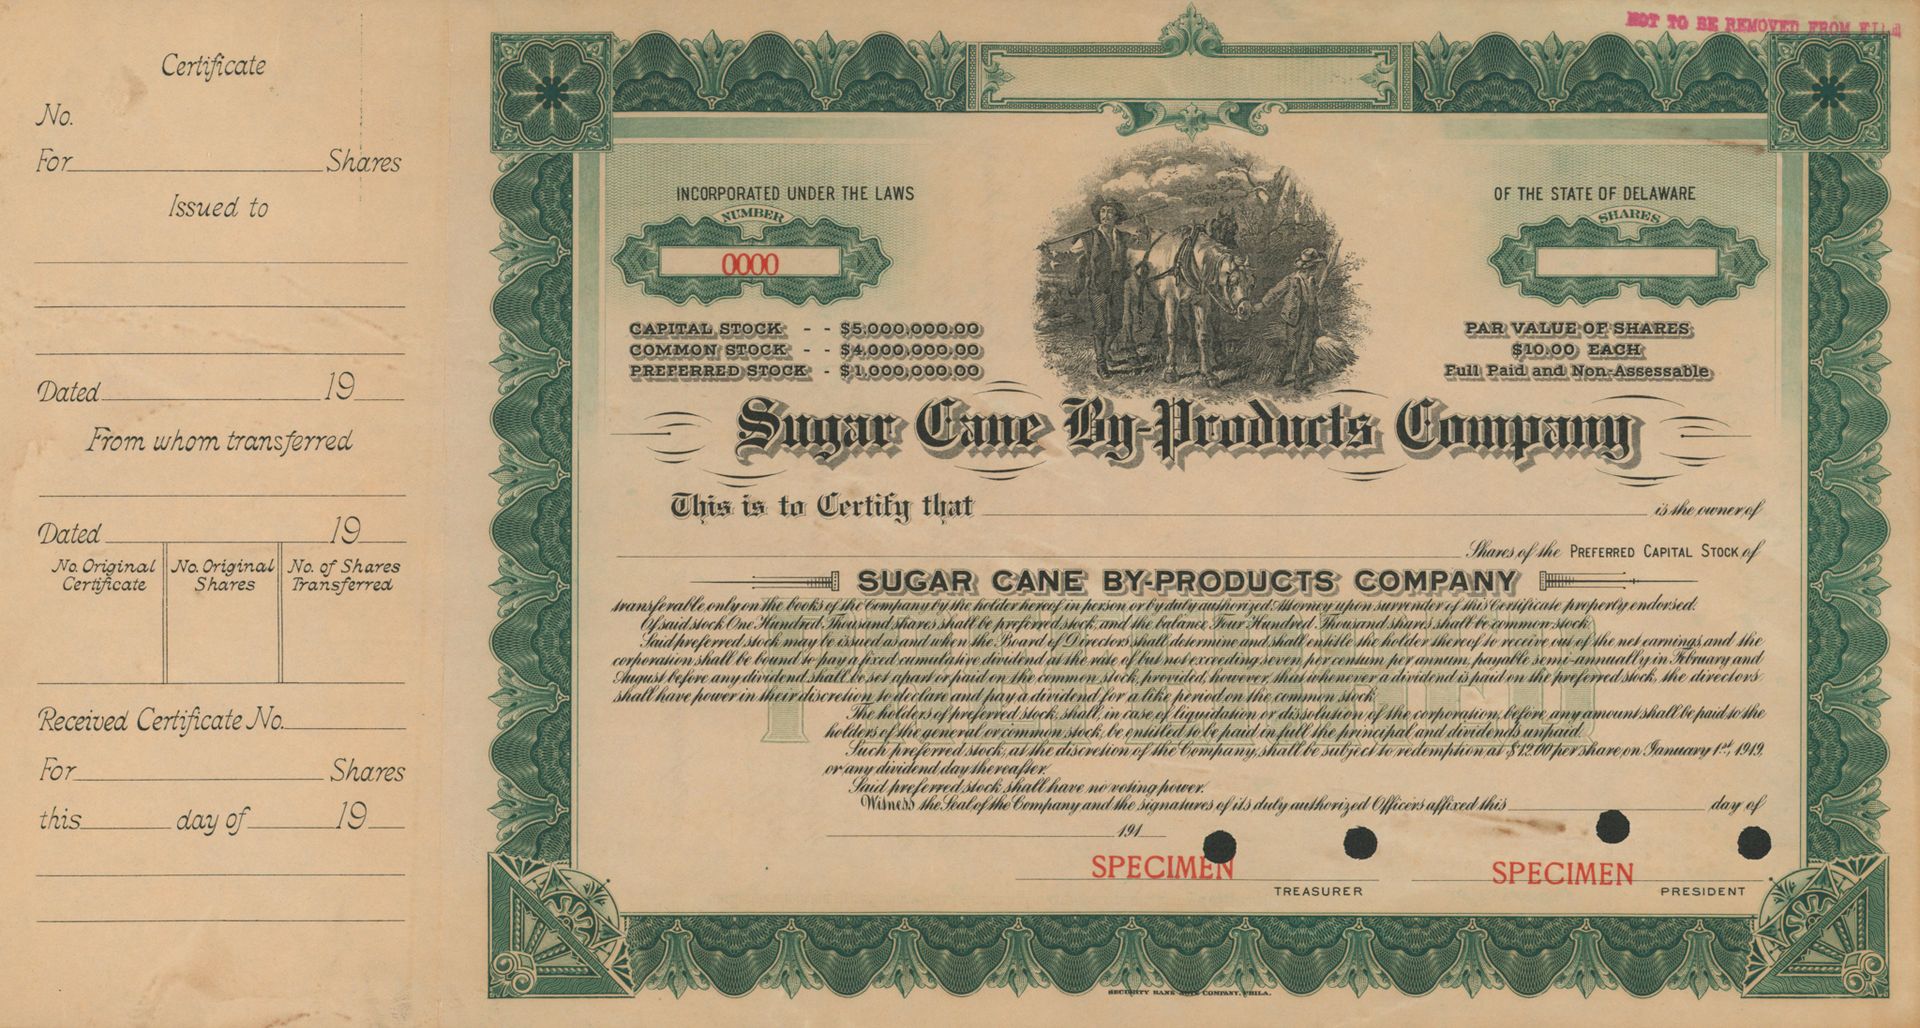 Certificate
No.
For Shares
Issued to
Dated 19
From whom transferred
Dated 19
No. Original Certificate
No. Original Shares
No. of Shares Transferred
Received Certificate No.
For Shares
this day of 19
NOT TO BE REMOVED FROM FILE
INCORPORATED UNDER THE LAWS
OF THE STATE OF DELAWARE
NUMBER
0000
SHARES
CAPITAL STOCK - - $5,000,000.00
COMMON STOCK - - $4,000,000.00
PREFERRED STOCK - $1,000,000.00
PAR VALUE OF SHARES
$10.00 EACH
Full Paid and Non-Assessable
Sugar Cane By-Products Company
This is to Certify that is the owner of
Shares of the PREFERRED CAPITAL STOCK of
SUGAR CANE BY-PRODUCTS COMPANY
transferable only on the books of the Company by the holder hereof in person or by duly authorized Attorney upon surrender of this Certificate properly endorsed.
Of said stock One Hundred Thousand shares shall be preferred stock, and the balance Four Hundred Thousand shares shall be common stock.
Said preferred stock may be issued as and when the Board of Directors shall determine and shall entitle the holder thereof to receive out of the net earnings, and the
corporation shall be bound to pay a fixed cumulative dividend at the rate of but not exceeding seven per centum per annum, payable semi-annually in February and
August before any dividend shall be set apart or paid on the common stock, provided, however, that whenever a dividend is paid on the preferred stock, the directors
shall have power in their discretion to declare and pay a dividend for a like period on the common stock.
The holders of preferred stock, shall, in case of liquidation or dissolution of the corporation, before any amount shall be paid to the
holders of the general or common stock, be entitled to be paid in full the principal and dividends unpaid.
Such preferred stock, at the discretion of the Company, shall be subject to redemption at $12.00 per share on January 1st, 1919.
or any dividend day thereafter.
Said preferred stock shall have no voting power.
Witness the Seal of the Company and the signatures of its duly authorized Officers affixed this day of
191
SPECIMEN
TREASURER
SPECIMEN
PRESIDENT
SECURITY BANK NOTE COMPANY, PHILA.